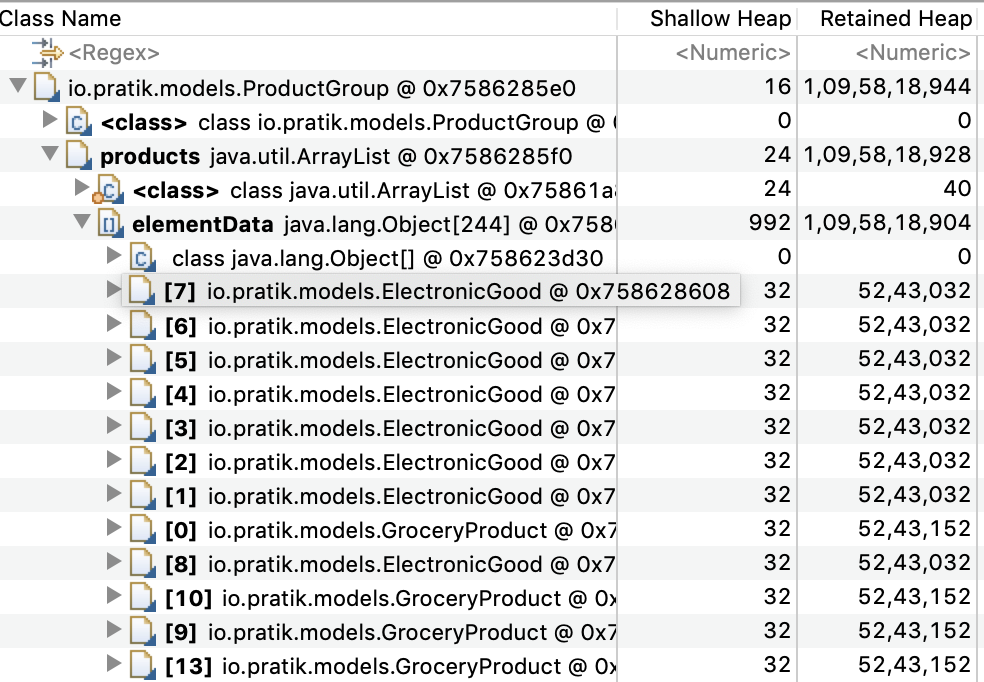 Class Name Shallow Heap Retained Heap
<Regex> <Numeric> <Numeric>
io.pratik.models.ProductGroup @ 0x7586285e0 16 1,09,58,18,944
<class> class io.pratik.models.ProductGroup @ 0 0
products java.util.ArrayList @ 0x7586285f0 24 1,09,58,18,928
<class> class java.util.ArrayList @ 0x75861a 24 40
elementData java.lang.Object[244] @ 0x758 992 1,09,58,18,904
class java.lang.Object[] @ 0x758623d30 0 0
[7] io.pratik.models.ElectronicGood @ 0x758628608 32 52,43,032
[6] io.pratik.models.ElectronicGood @ 0x7 32 52,43,032
[5] io.pratik.models.ElectronicGood @ 0x7 32 52,43,032
[4] io.pratik.models.ElectronicGood @ 0x7 32 52,43,032
[3] io.pratik.models.ElectronicGood @ 0x7 32 52,43,032
[2] io.pratik.models.ElectronicGood @ 0x7 32 52,43,032
[1] io.pratik.models.ElectronicGood @ 0x7 32 52,43,032
[0] io.pratik.models.GroceryProduct @ 0x7 32 52,43,152
[8] io.pratik.models.ElectronicGood @ 0x7 32 52,43,032
[10] io.pratik.models.GroceryProduct @ 0x 32 52,43,152
[9] io.pratik.models.GroceryProduct @ 0x7 32 52,43,152
[13] io.pratik.models.GroceryProduct @ 0x 32 52,43,152